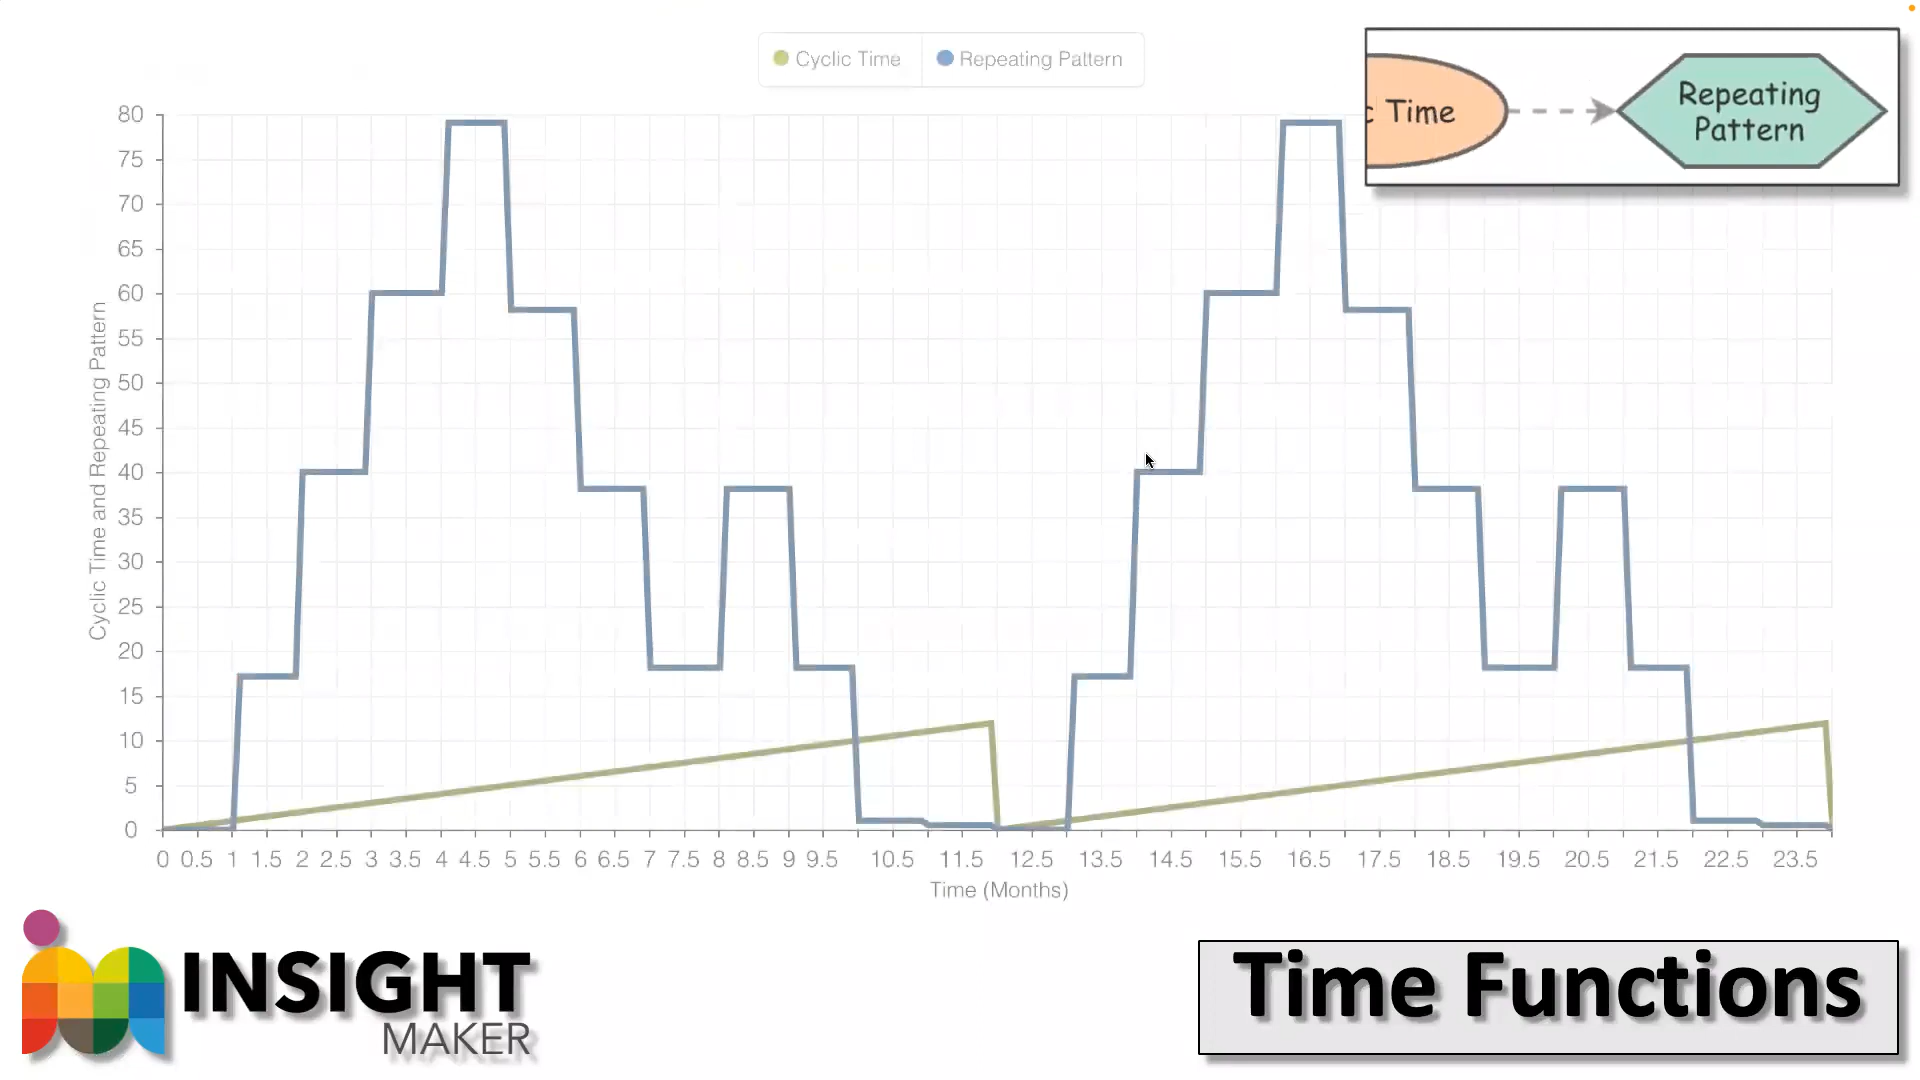 Cyclic Time
Repeating Pattern
c Time
Repeating
Pattern
Cyclic Time and Repeating Pattern
80
75
70
65
60
55
50
45
40
35
30
25
20
15
10
5
0
0 0.5 1 1.5 2 2.5 3 3.5 4 4.5 5 5.5 6 6.5 7 7.5 8 8.5 9 9.5 10.5 11.5 12.5 13.5 14.5 15.5 16.5 17.5 18.5 19.5 20.5 21.5 22.5 23.5
Time (Months)
INSIGHT
MAKER
Time Functions